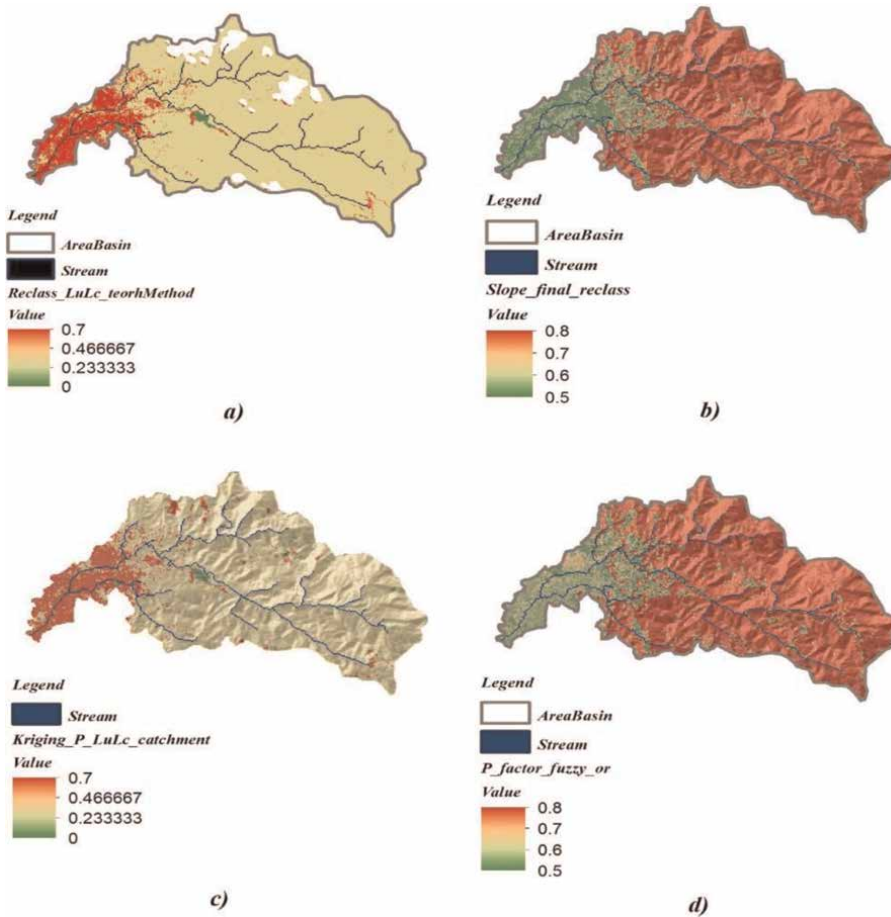 Legend
AreaBasin
Stream
Reclass_LuLc_teorhMethod
Value
0.7
0.466667
0.233333
0
a)
Legend
AreaBasin
Stream
Slope_final_reclass
Value
0.8
0.7
0.6
0.5
b)
Legend
Stream
Kriging_P_LuLc_catchment
Value
0.7
0.466667
0.233333
0
c)
Legend
AreaBasin
Stream
P_factor_fuzzy_or
Value
0.8
0.7
0.6
0.5
d)